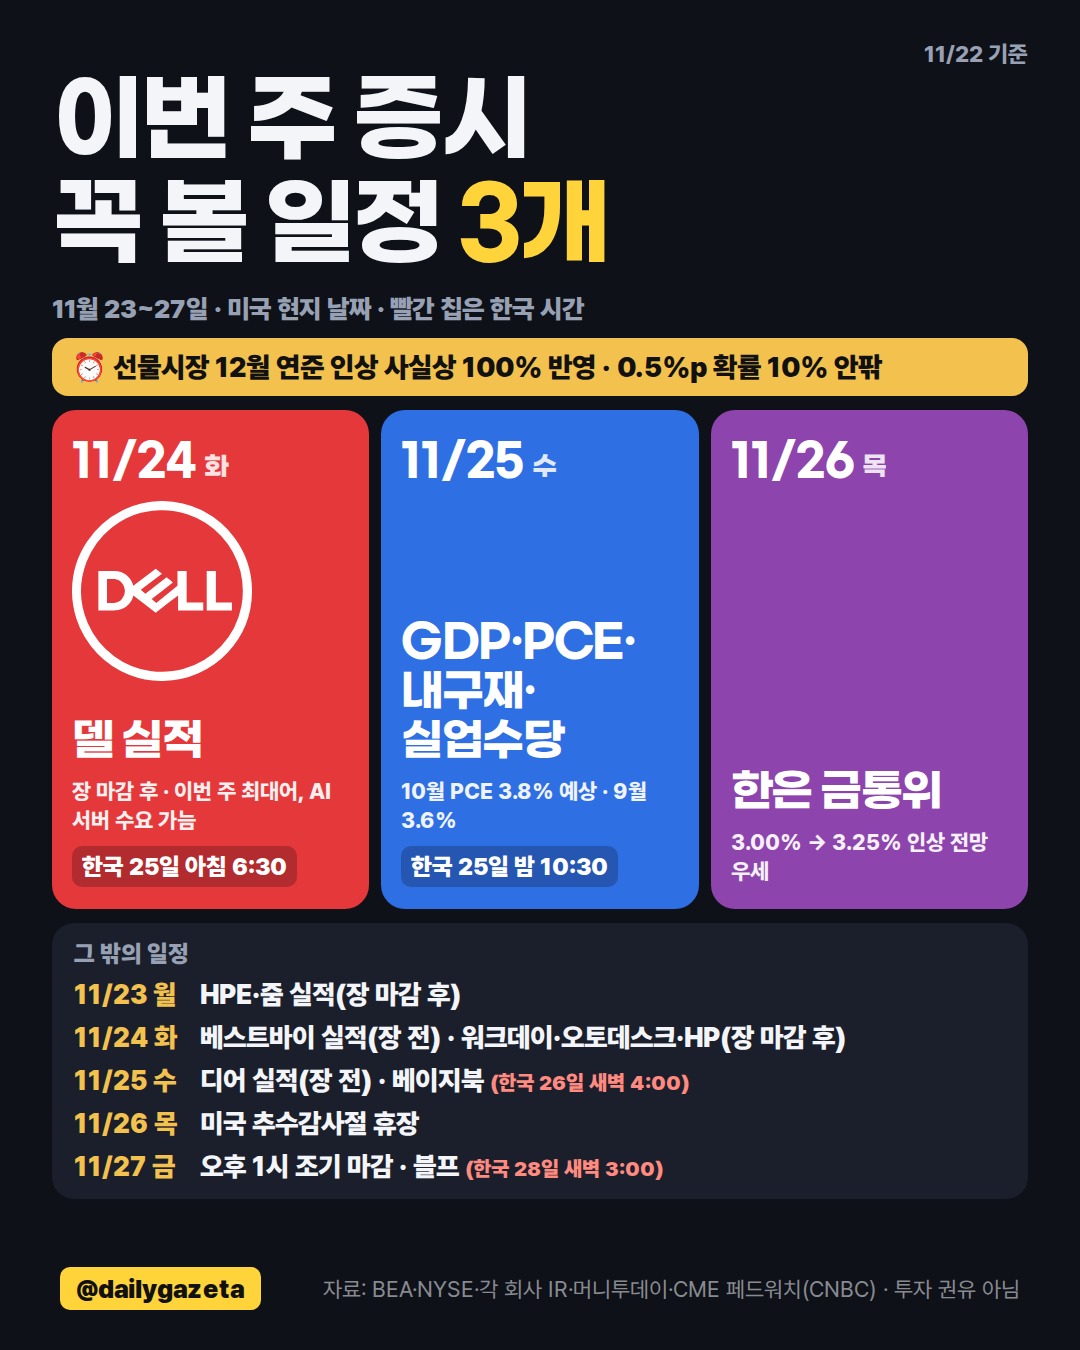 11/22 기준
이번 주 증시
꼭 볼 일정 3개
11월 23~27일 · 미국 현지 날짜 · 빨간 칩은 한국 시간
⏰ 선물시장 12월 연준 인상 사실상 100% 반영 · 0.5%p 확률 10% 안팎
11/24 화
DELL
델 실적
장 마감 후 · 이번 주 최대어, AI
서버 수요 가늠
한국 25일 아침 6:30
11/25 수
GDP·PCE·
내구재·
실업수당
10월 PCE 3.8% 예상 · 9월
3.6%
한국 25일 밤 10:30
11/26 목
한은 금통위
3.00% → 3.25% 인상 전망
우세
그 밖의 일정
11/23 월 HPE·줌 실적(장 마감 후)
11/24 화 베스트바이 실적(장 전) · 워크데이·오토데스크·HP(장 마감 후)
11/25 수 디어 실적(장 전) · 베이지북 (한국 26일 새벽 4:00)
11/26 목 미국 추수감사절 휴장
11/27 금 오후 1시 조기 마감 · 블프 (한국 28일 새벽 3:00)
@dailygazeta
자료: BEA·NYSE·각 회사 IR·머니투데이·CME 페드워치(CNBC) · 투자 권유 아님